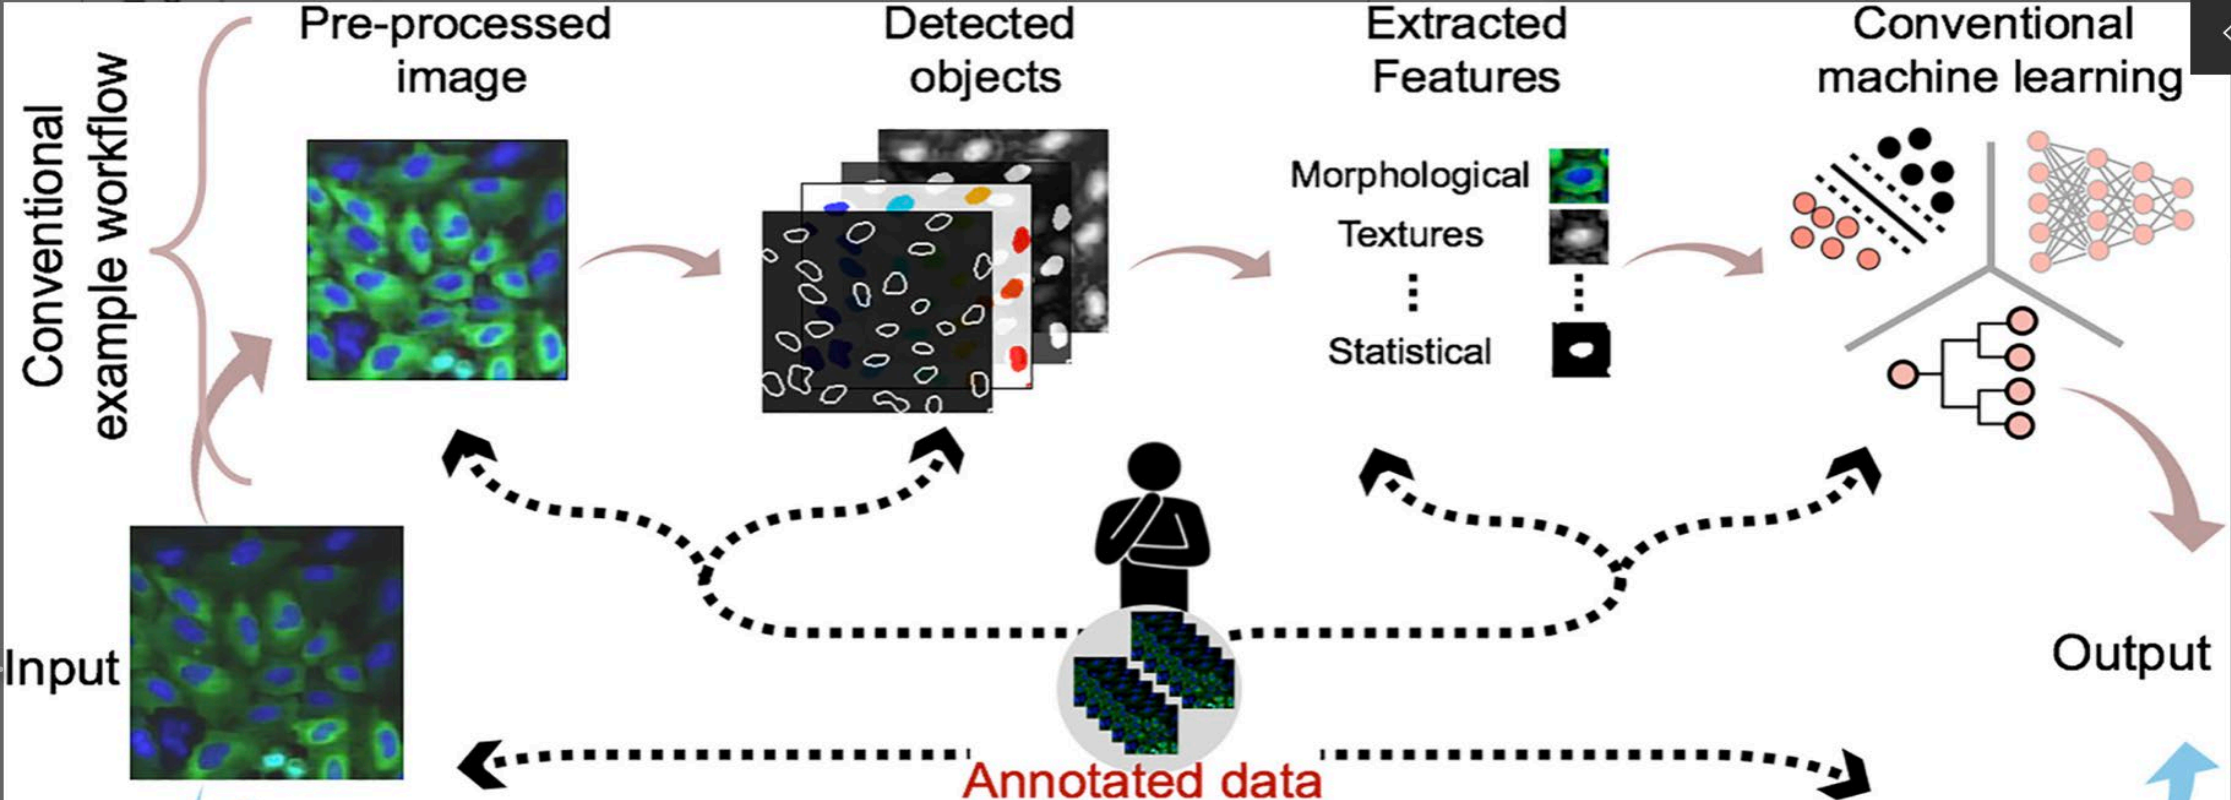 Conventional
example workflow
Pre-processed
image
Detected
objects
Extracted
Features
Conventional
machine learning
Morphological
Textures
Statistical
Input
Output
Annotated data